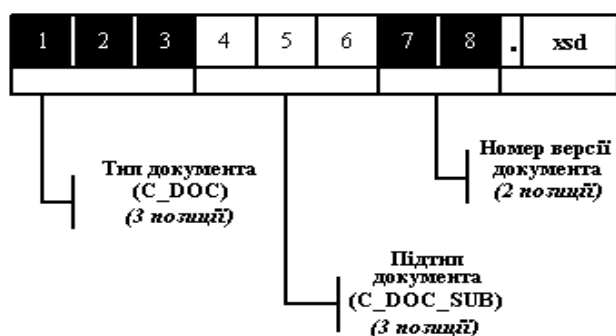 1 2 3 4 5 6 7 8 . xsd
Тип документа
(C_DOC)
(3 позиції)
Номер версії
документа
(2 позиції)
Підтип
документа
(C_DOC_SUB)
(3 позиції)